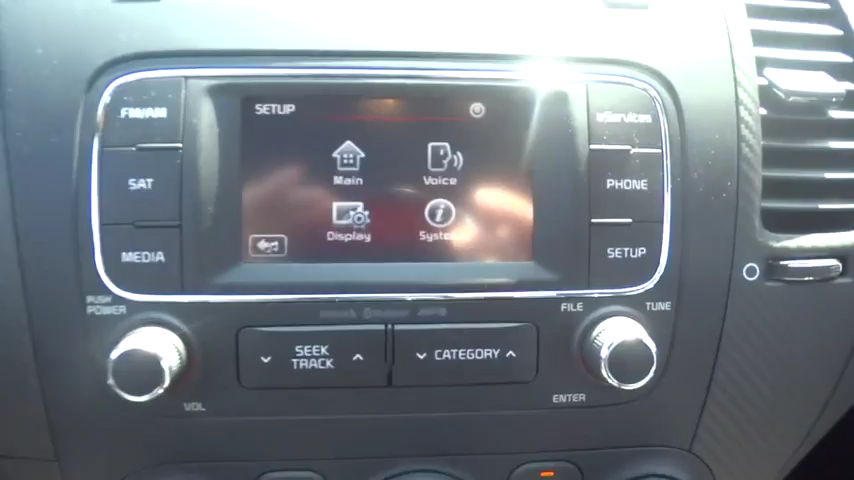 SETUP
FM/AM
SAT
MEDIA
Main
Voice
Display
System
eServices
PHONE
SETUP
PUSH
POWER
VOL
SEEK
TRACK
CATEGORY
FILE
TUNE
ENTER